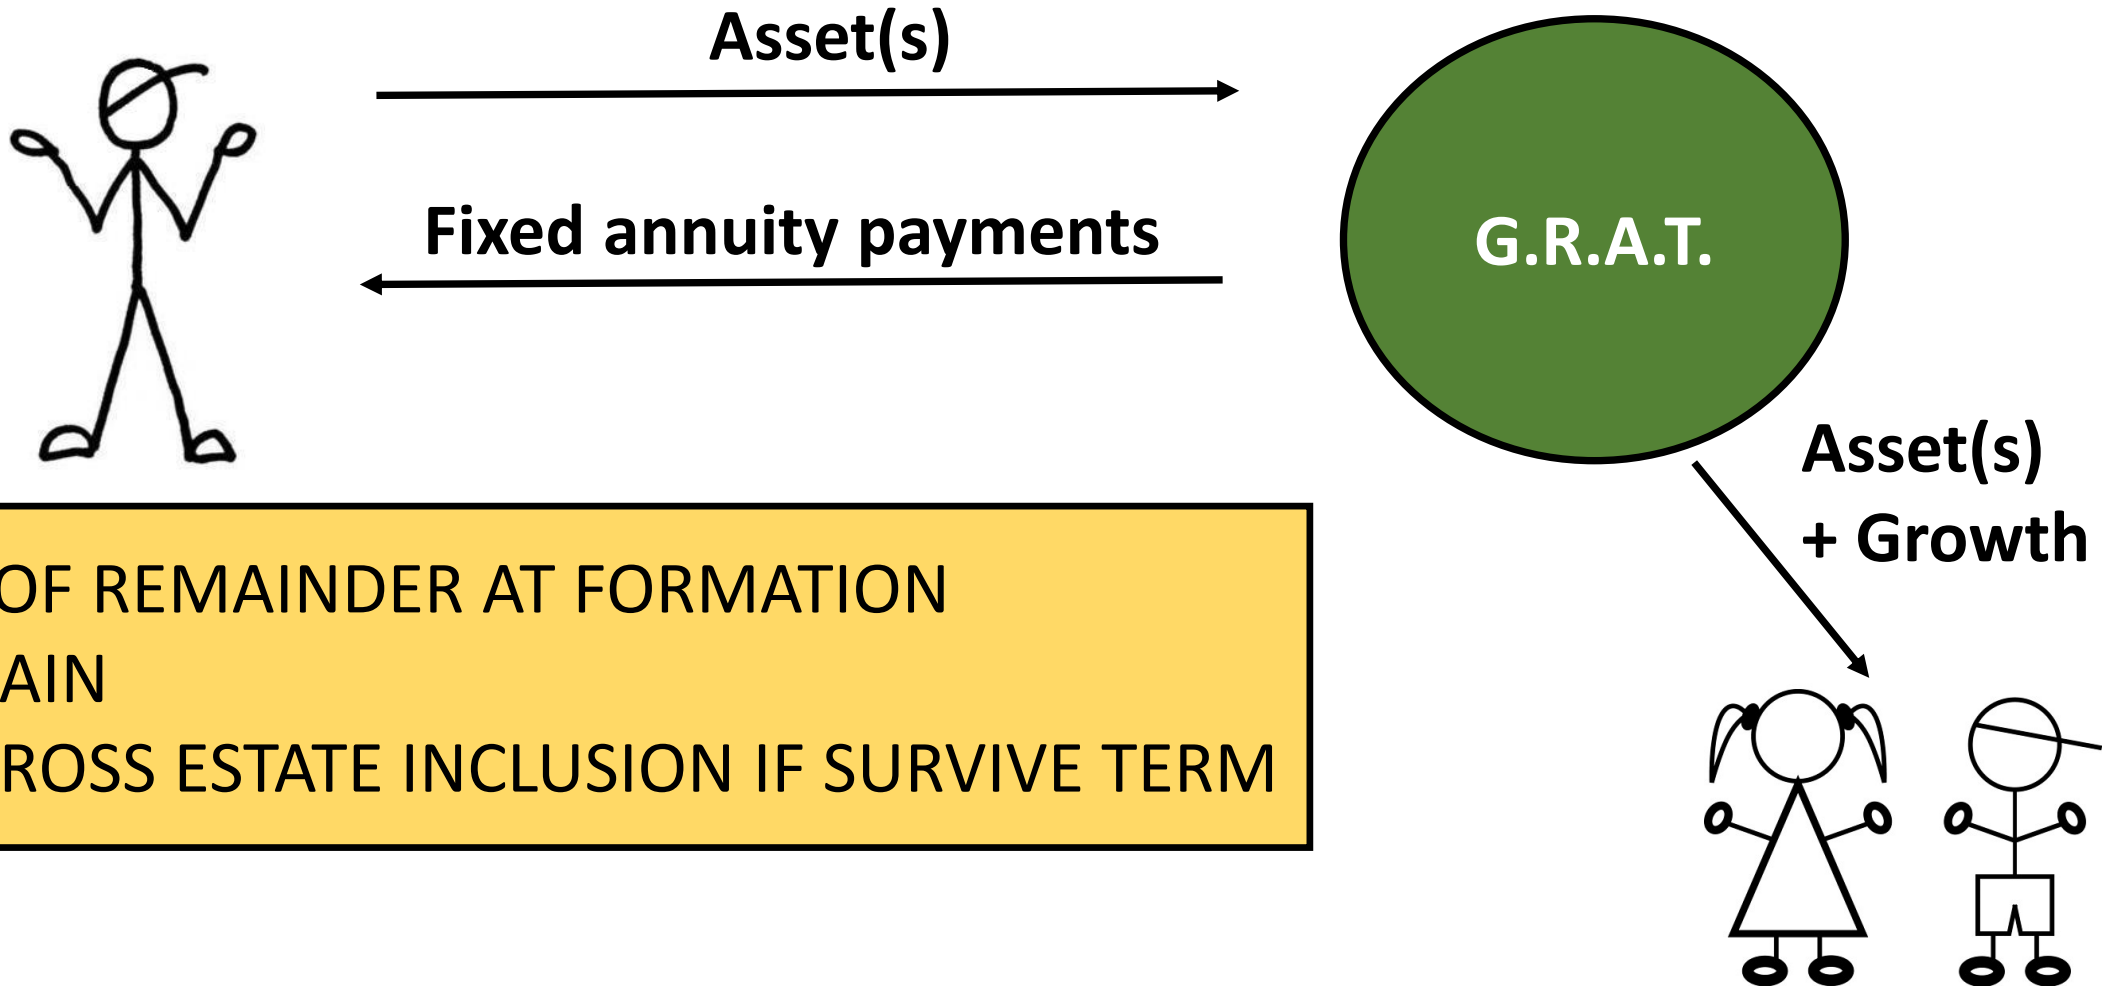 Asset(s)
Fixed annuity payments
G.R.A.T.
Asset(s)
+ Growth
OF REMAINDER AT FORMATION
AIN
ROSS ESTATE INCLUSION IF SURVIVE TERM